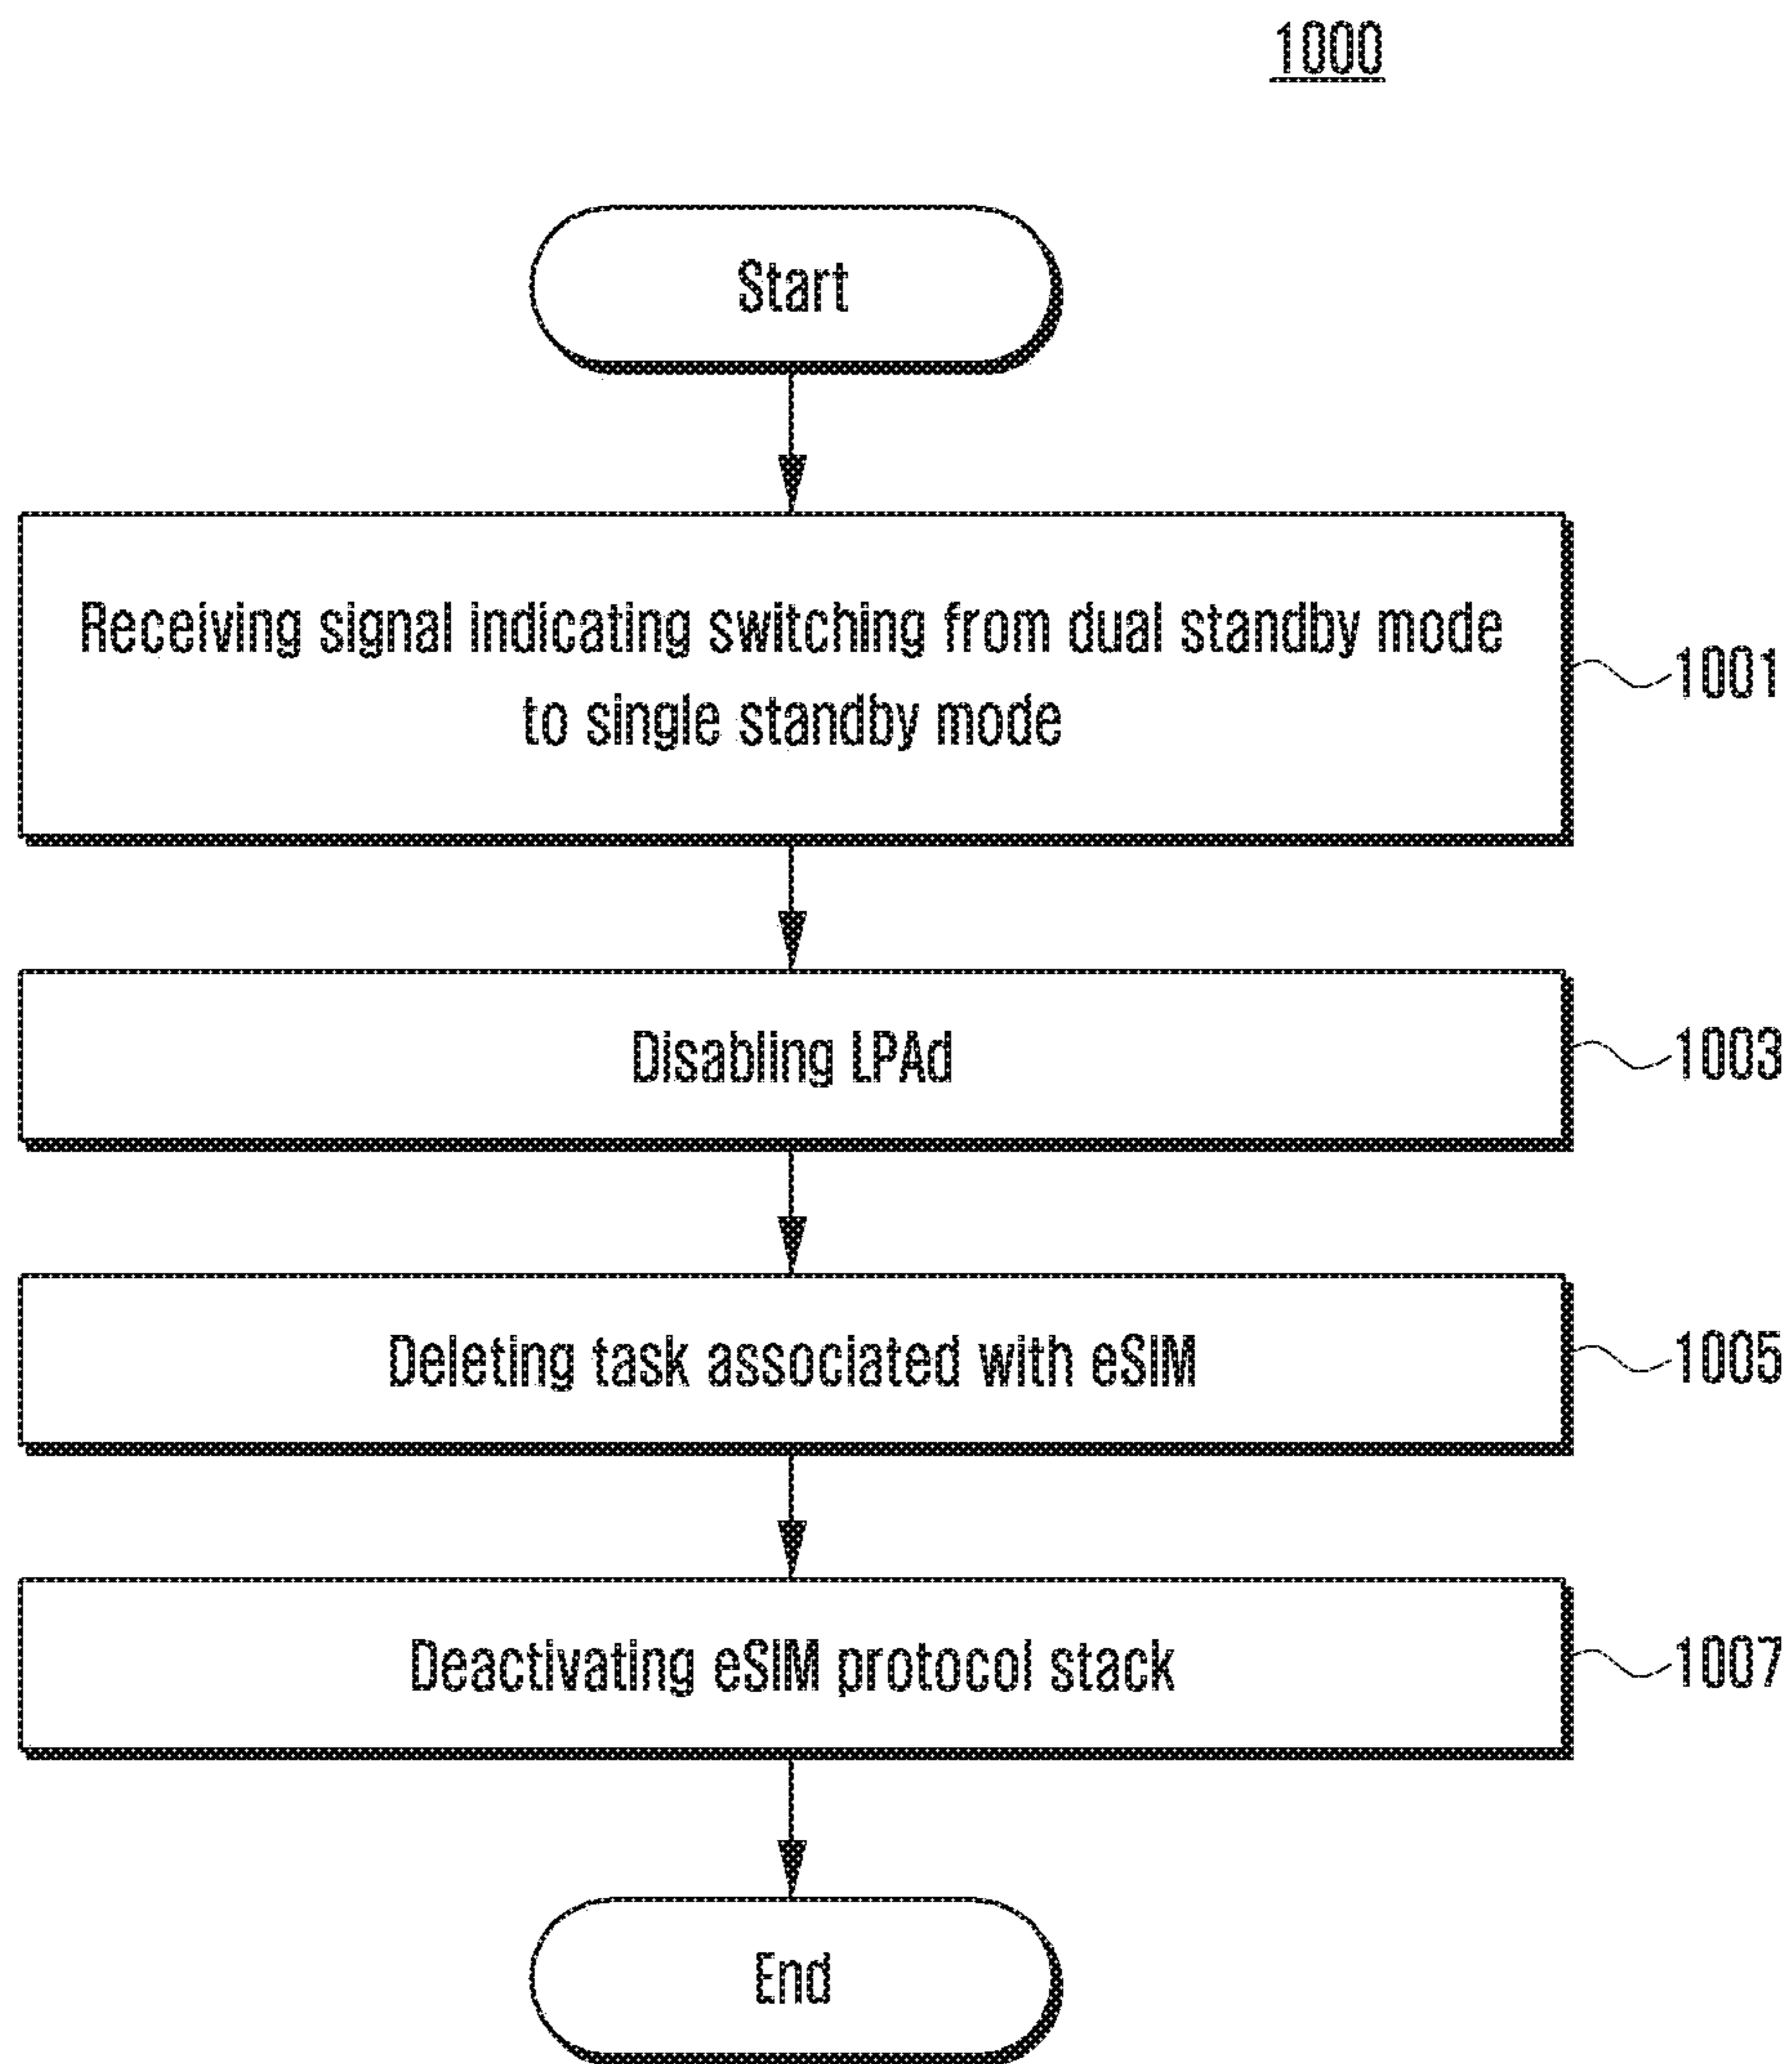 1000
Start
Receiving signal indicating switching from dual standby mode
to single standby mode
1001
Disabling LPAd
1003
Deleting task associated with eSIM
1005
Deactivating eSIM protocol stack
1007
End